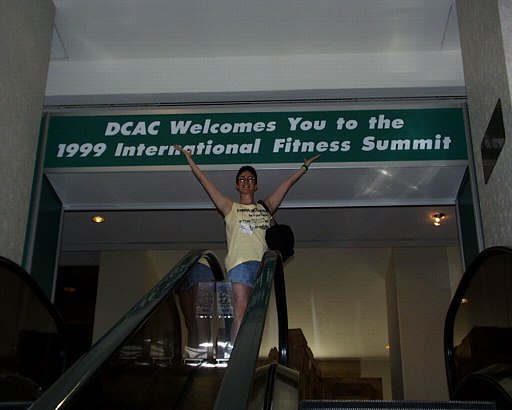 DCAC Welcomes You to the
1999 International Fitness Summit